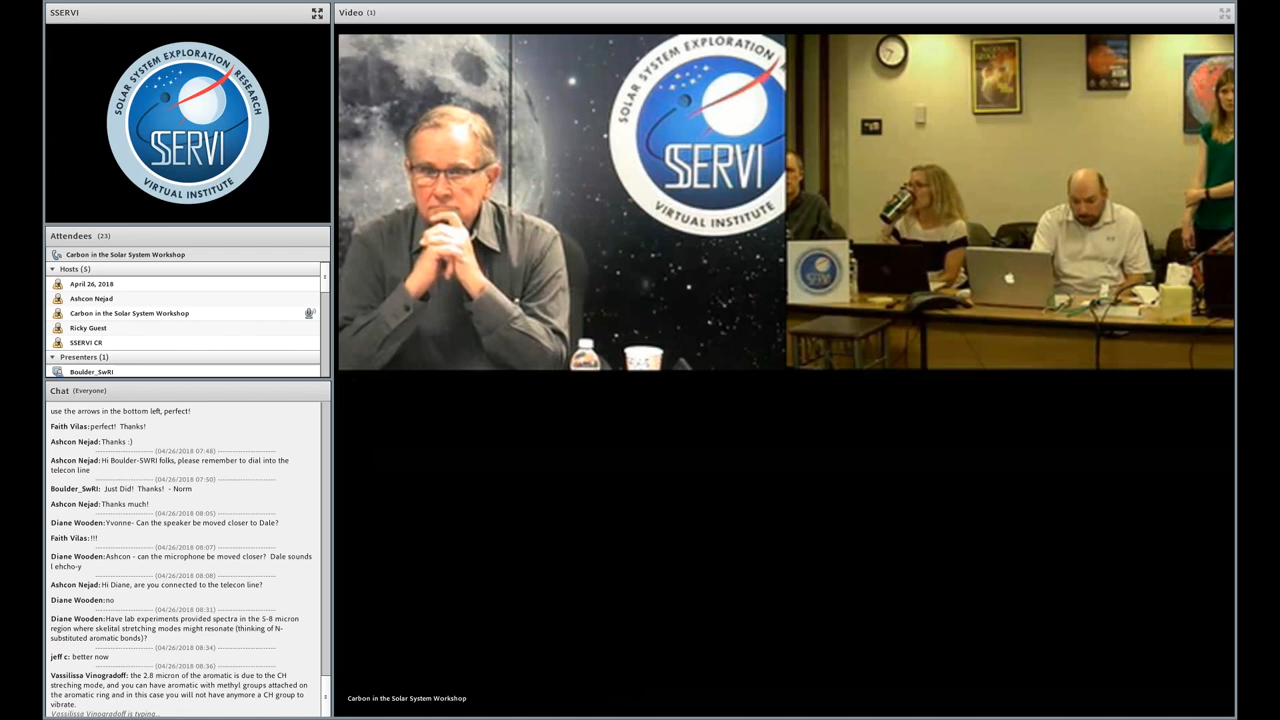 SSERVI
Video (1)
SOLAR SYSTEM EXPLORATION RESEARCH
SSERVI
VIRTUAL INSTITUTE
SOLAR SYSTEM EXPLORATION
SSERVI
VIRTUAL INSTITUTE
Attendees (23)
Carbon in the Solar System Workshop
Hosts (5)
April 26, 2018
Ashcon Nejad
Carbon in the Solar System Workshop
Ricky Guest
SSERVI CR
Presenters (1)
Boulder_SwRI
Chat (Everyone)
use the arrows in the bottom left, perfect!
Faith Vilas: perfect! Thanks!
Ashcon Nejad: Thanks :)
------------------ (04/26/2018 07:48) ------------------
Ashcon Nejad: Hi Boulder-SWRI folks, please remember to dial into the
telecon line
------------------ (04/26/2018 07:50) ------------------
Boulder_SwRI: Just Did! Thanks! - Norm
Ashcon Nejad: Thanks much!
------------------ (04/26/2018 08:05) ------------------
Diane Wooden: Yvonne- Can the speaker be moved closer to Dale?
Faith Vilas: !!!
------------------ (04/26/2018 08:07) ------------------
Diane Wooden: Ashcon - can the microphone be moved closer? Dale sounds
l ehcho-y
------------------ (04/26/2018 08:08) ------------------
Ashcon Nejad: Hi Diane, are you connected to the telecon line?
Diane Wooden: no
------------------ (04/26/2018 08:31) ------------------
Diane Wooden: Have lab experiments provided spectra in the 5-8 micron
region where skelital stretching modes might resonate (thinking of N-
substituted aromatic bonds)?
------------------ (04/26/2018 08:34) ------------------
jeff c: better now
------------------ (04/26/2018 08:36) ------------------
Vassilissa Vinogradoff: the 2.8 micron of the aromatic is due to the CH
streching mode, and you can have aromatic with methyl groups attached on
the aromatic ring and in this case you will not have anymore a CH group to
vibrate.
Vassilissa Vinogradoff is typing...
Carbon in the Solar System Workshop